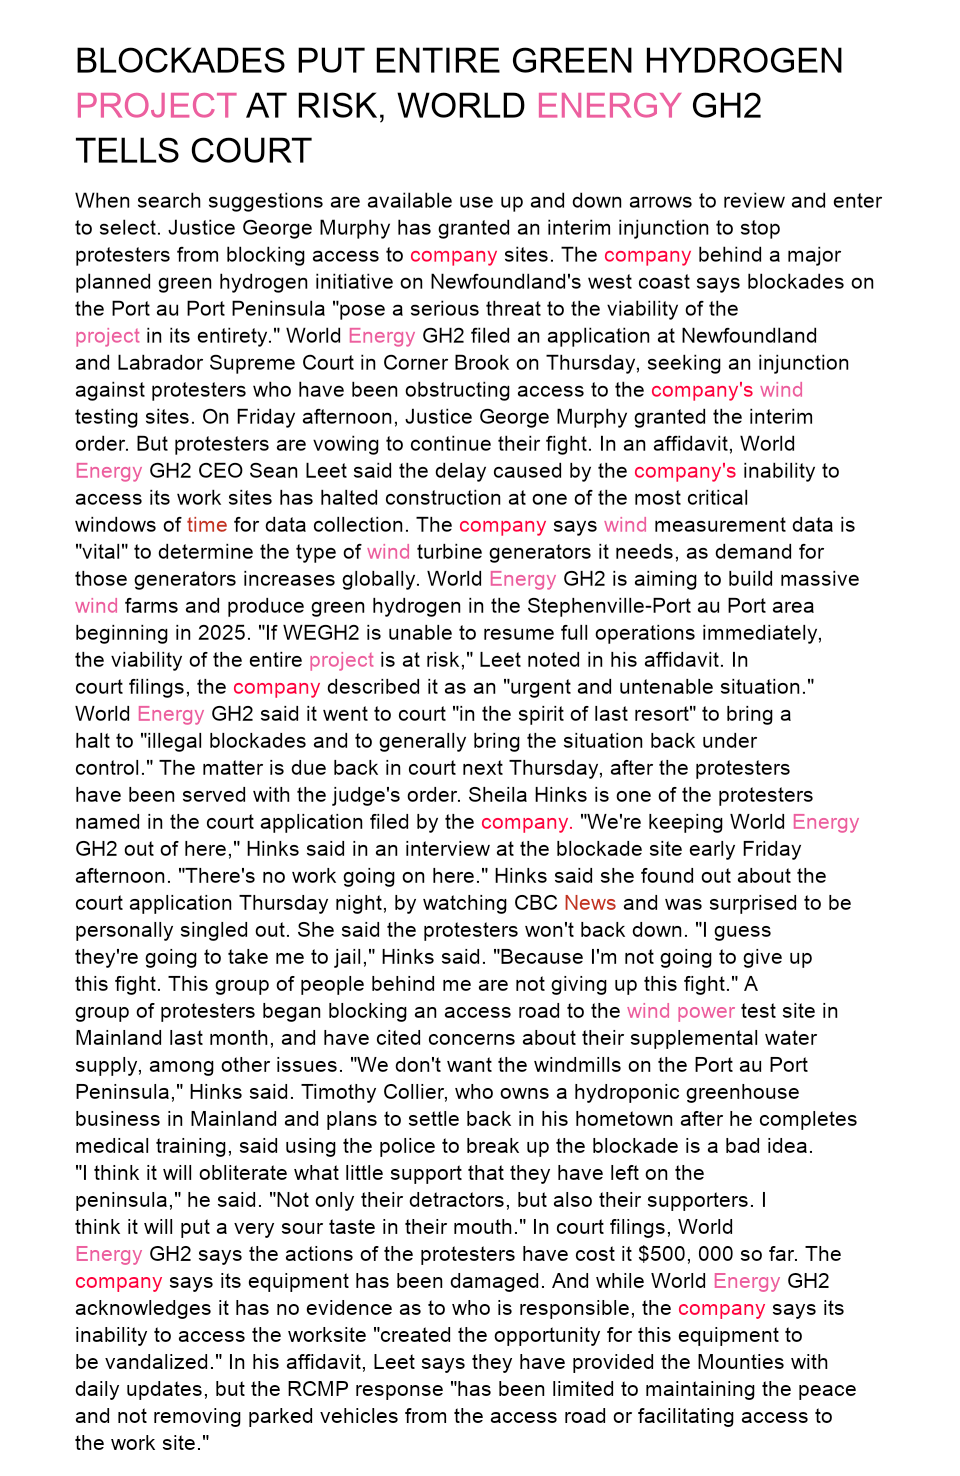 BLOCKADES PUT ENTIRE GREEN HYDROGEN
PROJECT AT RISK, WORLD ENERGY GH2
TELLS COURT
When search suggestions are available use up and down arrows to review and enter
to select. Justice George Murphy has granted an interim injunction to stop
protesters from blocking access to company sites. The company behind a major
planned green hydrogen initiative on Newfoundland's west coast says blockades on
the Port au Port Peninsula "pose a serious threat to the viability of the
project in its entirety." World Energy GH2 filed an application at Newfoundland
and Labrador Supreme Court in Corner Brook on Thursday, seeking an injunction
against protesters who have been obstructing access to the company's wind
testing sites. On Friday afternoon, Justice George Murphy granted the interim
order. But protesters are vowing to continue their fight. In an affidavit, World
Energy GH2 CEO Sean Leet said the delay caused by the company's inability to
access its work sites has halted construction at one of the most critical
windows of time for data collection. The company says wind measurement data is
"vital" to determine the type of wind turbine generators it needs, as demand for
those generators increases globally. World Energy GH2 is aiming to build massive
wind farms and produce green hydrogen in the Stephenville-Port au Port area
beginning in 2025. "If WEGH2 is unable to resume full operations immediately,
the viability of the entire project is at risk," Leet noted in his affidavit. In
court filings, the company described it as an "urgent and untenable situation."
World Energy GH2 said it went to court "in the spirit of last resort" to bring a
halt to "illegal blockades and to generally bring the situation back under
control." The matter is due back in court next Thursday, after the protesters
have been served with the judge's order. Sheila Hinks is one of the protesters
named in the court application filed by the company. "We're keeping World Energy
GH2 out of here," Hinks said in an interview at the blockade site early Friday
afternoon. "There's no work going on here." Hinks said she found out about the
court application Thursday night, by watching CBC News and was surprised to be
personally singled out. She said the protesters won't back down. "I guess
they're going to take me to jail," Hinks said. "Because I'm not going to give up
this fight. This group of people behind me are not giving up this fight." A
group of protesters began blocking an access road to the wind power test site in
Mainland last month, and have cited concerns about their supplemental water
supply, among other issues. "We don't want the windmills on the Port au Port
Peninsula," Hinks said. Timothy Collier, who owns a hydroponic greenhouse
business in Mainland and plans to settle back in his hometown after he completes
medical training, said using the police to break up the blockade is a bad idea.
"I think it will obliterate what little support that they have left on the
peninsula," he said. "Not only their detractors, but also their supporters. I
think it will put a very sour taste in their mouth." In court filings, World
Energy GH2 says the actions of the protesters have cost it $500, 000 so far. The
company says its equipment has been damaged. And while World Energy GH2
acknowledges it has no evidence as to who is responsible, the company says its
inability to access the worksite "created the opportunity for this equipment to
be vandalized." In his affidavit, Leet says they have provided the Mounties with
daily updates, but the RCMP response "has been limited to maintaining the peace
and not removing parked vehicles from the access road or facilitating access to
the work site."